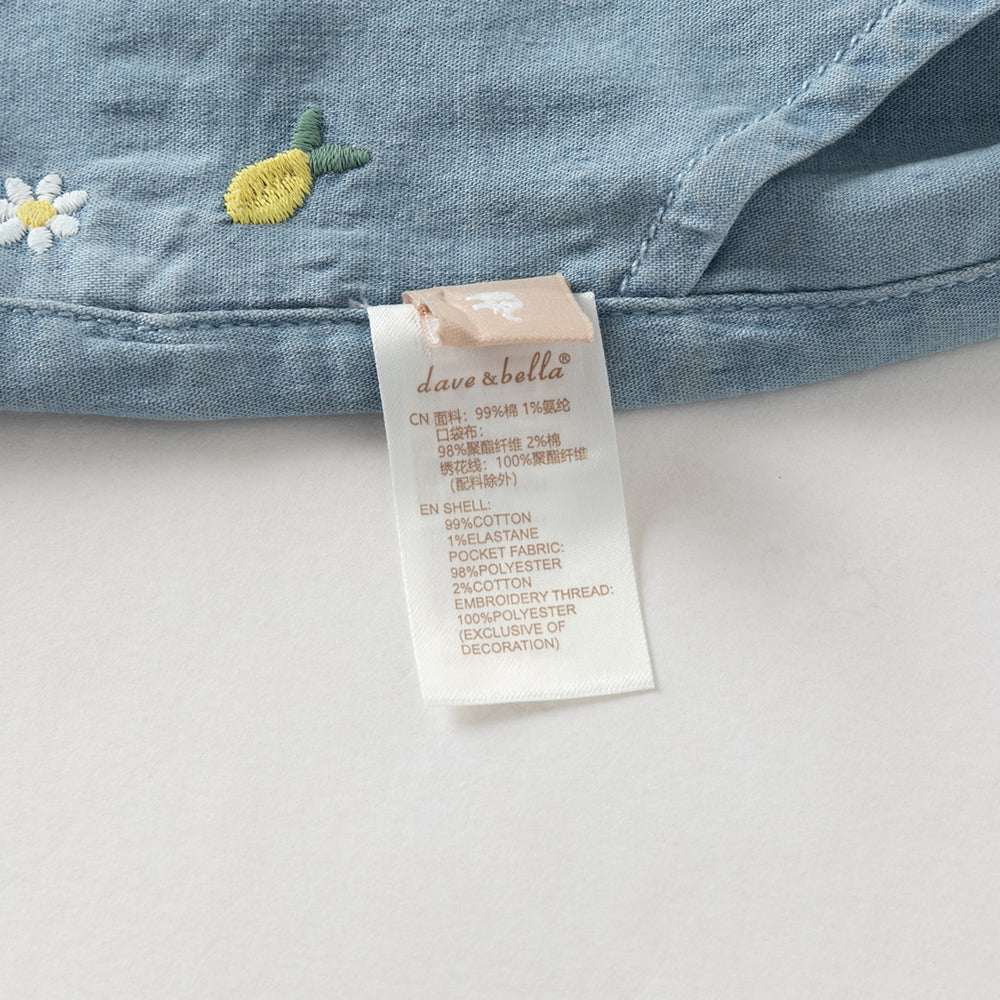 dave &bella®
CN 面料：99%棉 1%氨纶
口袋布：
98%聚酯纤维 2%棉
绣花线：100%聚酯纤维
(配料除外)
EN SHELL:
99%COTTON
1%ELASTANE
POCKET FABRIC:
98%POLYESTER
2%COTTON
EMBROIDERY THREAD:
100%POLYESTER
(EXCLUSIVE OF
DECORATION)